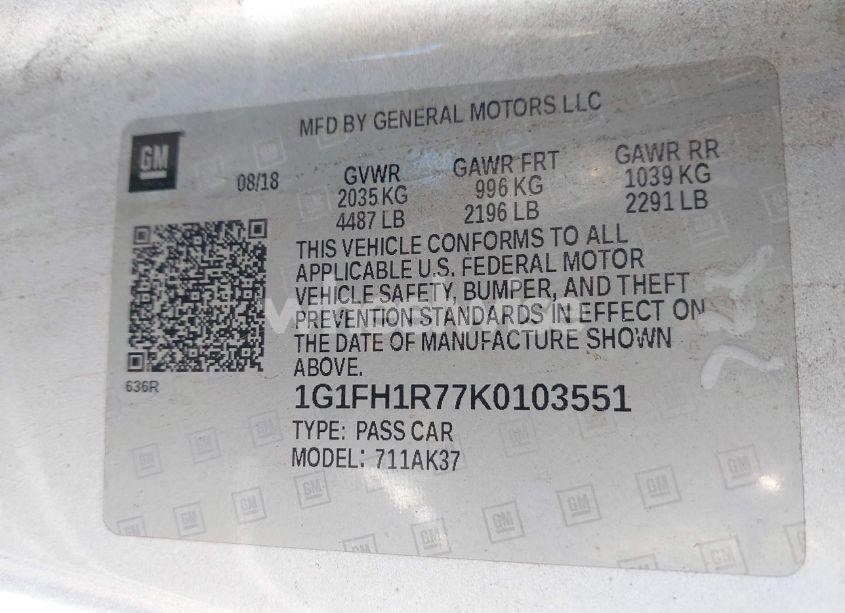 MFD BY GENERAL MOTORS LLC
GM
08/18 GVWR GAWR FRT GAWR RR
2035 KG 996 KG 1039 KG
4487 LB 2196 LB 2291 LB
THIS VEHICLE CONFORMS TO ALL
APPLICABLE U.S. FEDERAL MOTOR
VEHICLE SAFETY, BUMPER, AND THEFT
PREVENTION STANDARDS IN EFFECT ON
THE DATE OF MANUFACTURE SHOWN
ABOVE.
636R
1G1FH1R77K0103551
TYPE: PASS CAR
MODEL: 711AK37